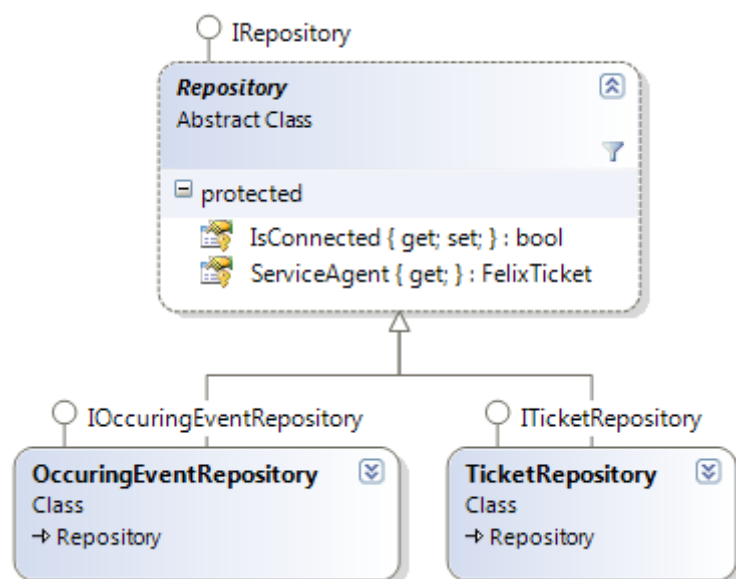 IRepository
Repository
Abstract Class
protected
IsConnected { get; set; } : bool
ServiceAgent { get; } : FelixTicket
IOccuringEventRepository
ITicketRepository
OccuringEventRepository
Class
Repository
TicketRepository
Class
Repository